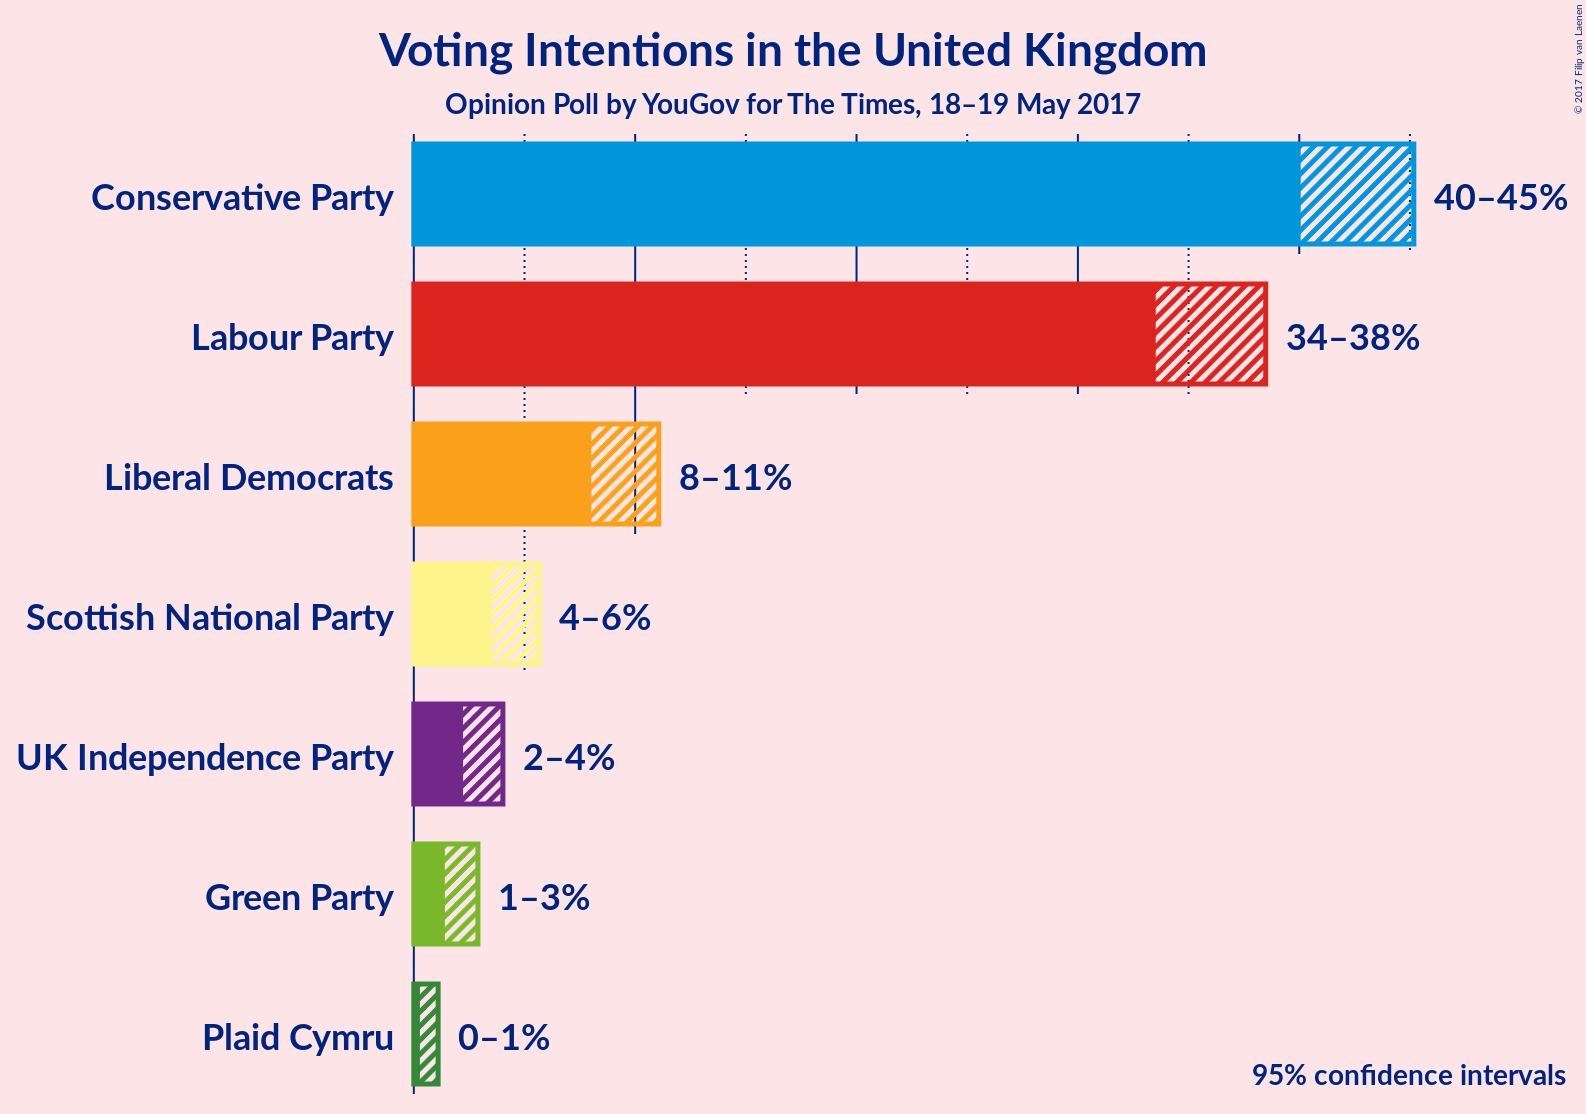 Voting Intentions in the United Kingdom
Opinion Poll by YouGov for The Times, 18–19 May 2017
© 2017 Filip van Laenen
Conservative Party 40–45%
Labour Party 34–38%
Liberal Democrats 8–11%
Scottish National Party 4–6%
UK Independence Party 2–4%
Green Party 1–3%
Plaid Cymru 0–1%
95% confidence intervals